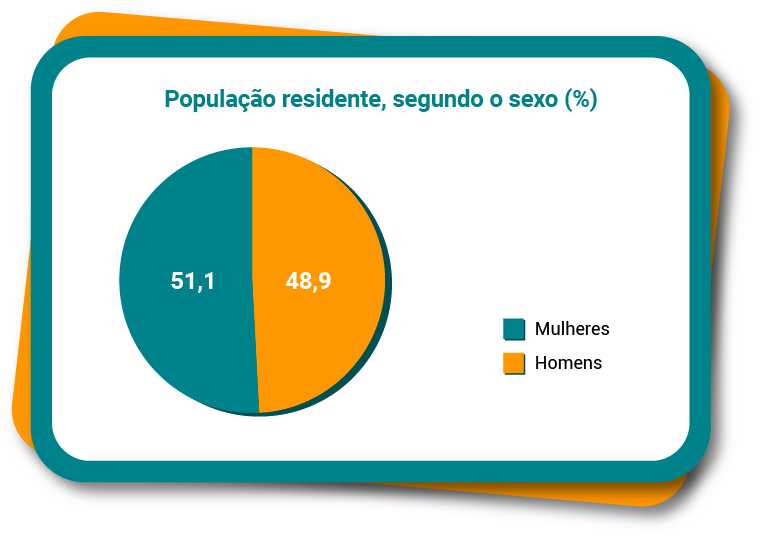 População residente, segundo o sexo (%)
51,1
48,9
Mulheres
Homens